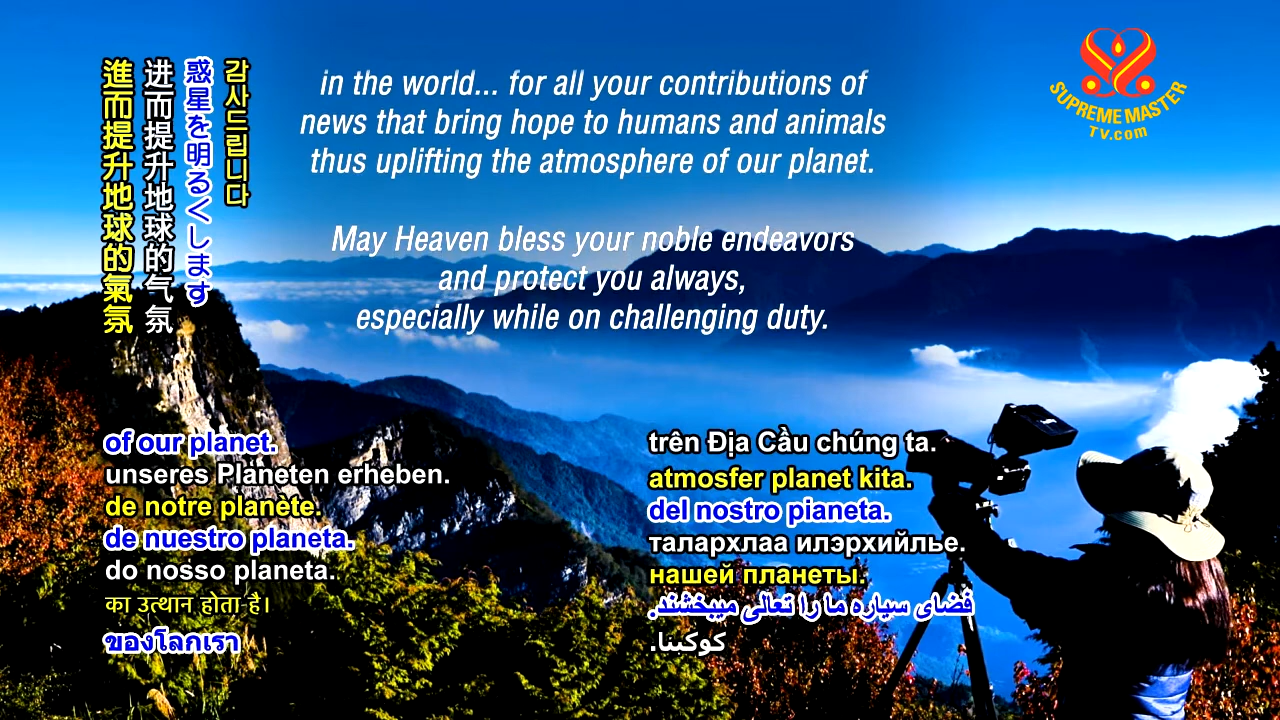 進而提升地球的氣氛
进而提升地球的气氛
惑星を明るくします
감사드립니다
in the world... for all your contributions of
news that bring hope to humans and animals
thus uplifting the atmosphere of our planet.
May Heaven bless your noble endeavors
and protect you always,
especially while on challenging duty.
SUPREME MASTER
TV.com
of our planet.
unseres Planeten erheben.
de notre planète.
de nuestro planeta.
do nosso planeta.
का उत्थान होता है।
ของโลกเรา
trên Địa Cầu chúng ta.
atmosfer planet kita.
del nostro pianeta.
талархлаа илэрхийлье.
нашей планеты.
فضای سیاره ما را تعالی میبخشند.
كوكبنا.